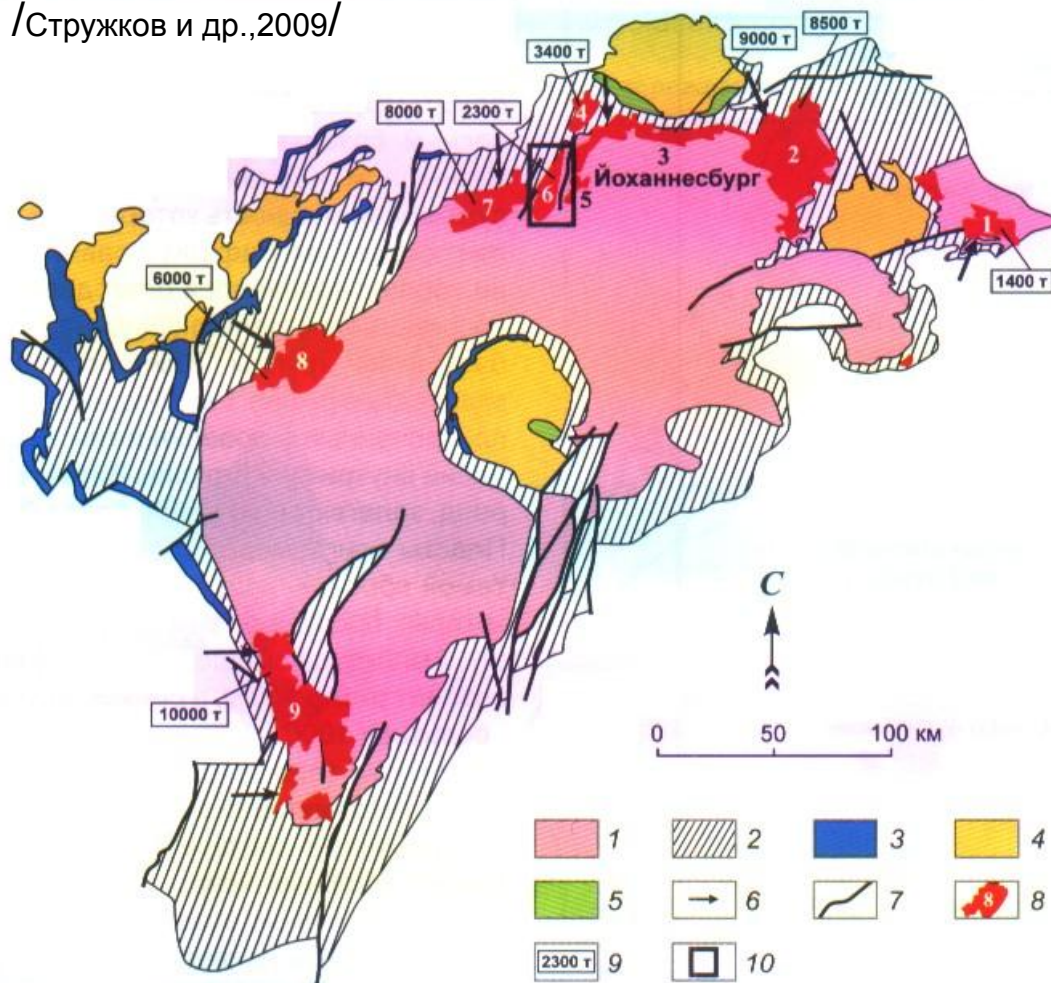 /Стружков и др.,2009/
8500 т
9000 т
3400 т
2300 т
8000 т
4
3
2
Йоханнесбург
6
5
7
1
1400 т
6000 т
8
С
0 50 100 км
10000 т
9
1 2 3 4
5 6 7 8 8
2300 т 9 10